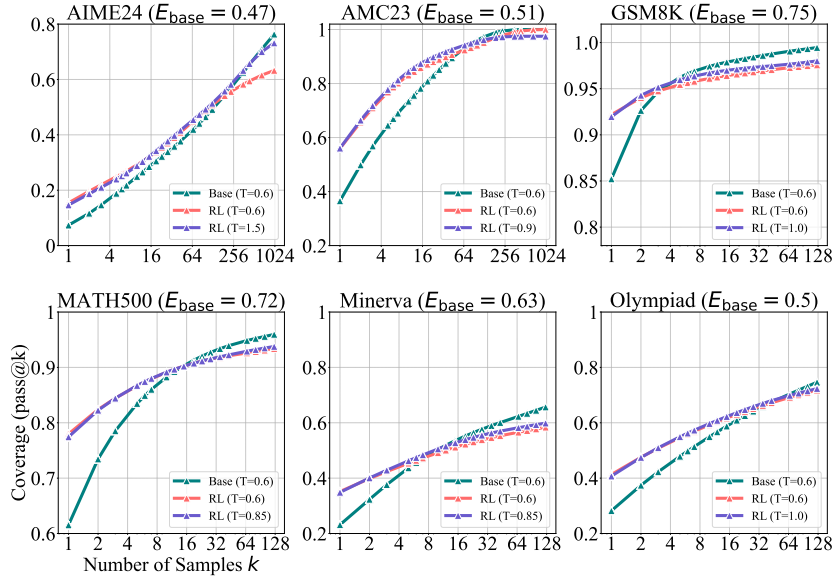 AIME24 (E_base = 0.47)
0.8
0.6
0.4
0.2
0
1 4 16 64 256 1024
Base (T=0.6)
RL (T=0.6)
RL (T=1.5)
AMC23 (E_base = 0.51)
1
0.8
0.6
0.4
0.2
1 4 16 64 256 1024
Base (T=0.6)
RL (T=0.6)
RL (T=0.9)
GSM8K (E_base = 0.75)
1.0
0.95
0.9
0.85
0.8
1 2 4 8 16 32 64 128
Base (T=0.6)
RL (T=0.6)
RL (T=1.0)
MATH500 (E_base = 0.72)
Coverage (pass@k)
1
0.9
0.8
0.7
0.6
1 2 4 8 16 32 64 128
Number of Samples k
Base (T=0.6)
RL (T=0.6)
RL (T=0.85)
Minerva (E_base = 0.63)
1
0.8
0.6
0.4
0.2
1 2 4 8 16 32 64 128
Base (T=0.6)
RL (T=0.6)
RL (T=0.85)
Olympiad (E_base = 0.5)
1
0.8
0.6
0.4
0.2
1 2 4 8 16 32 64 128
Base (T=0.6)
RL (T=0.6)
RL (T=1.0)